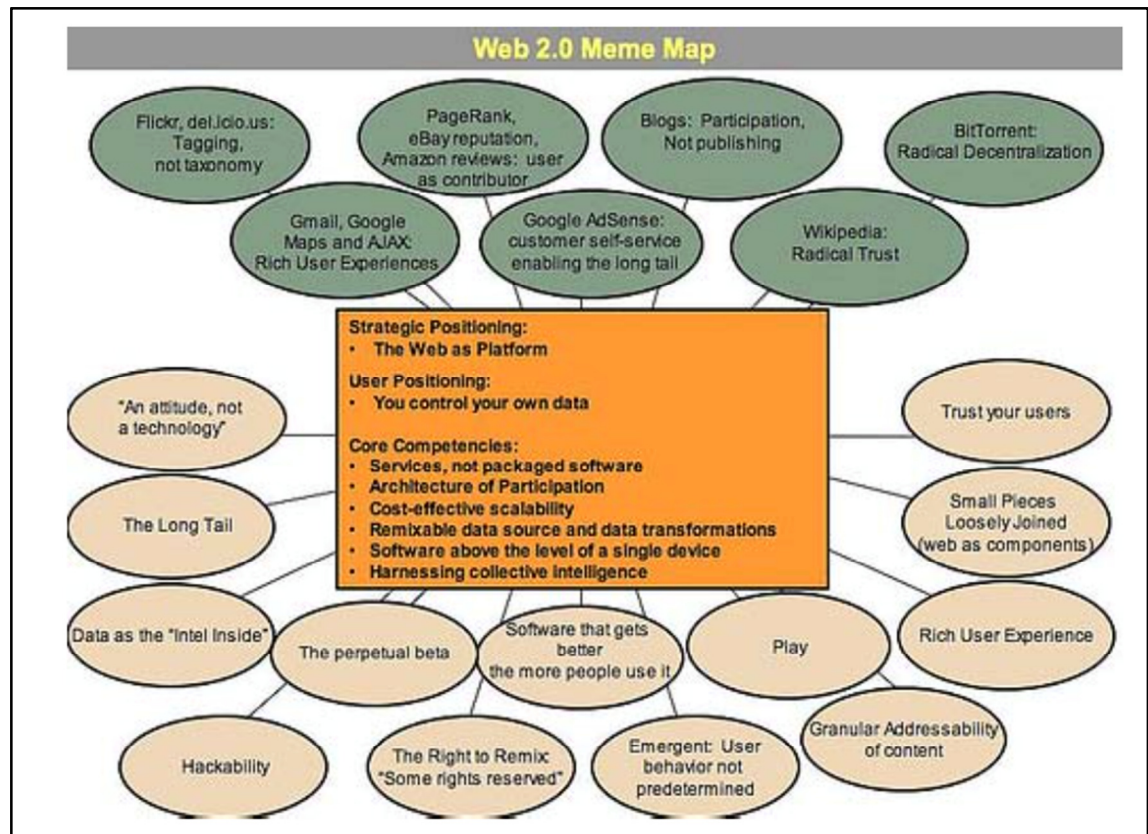 Web 2.0 Meme Map
Flickr, del.icio.us:
Tagging,
not taxonomy
PageRank,
eBay reputation,
Amazon reviews: user
as contributor
Blogs: Participation,
Not publishing
BitTorrent:
Radical Decentralization
Gmail, Google
Maps and AJAX:
Rich User Experiences
Google AdSense:
customer self-service
enabling the long tail
Wikipedia:
Radical Trust
Strategic Positioning:
• The Web as Platform
User Positioning:
• You control your own data
Core Competencies:
• Services, not packaged software
• Architecture of Participation
• Cost-effective scalability
• Remixable data source and data transformations
• Software above the level of a single device
• Harnessing collective intelligence
"An attitude, not
a technology"
Trust your users
The Long Tail
Small Pieces
Loosely Joined
(web as components)
Data as the "Intel Inside"
The perpetual beta
Software that gets
better
the more people use it
Play
Rich User Experience
Hackability
The Right to Remix:
"Some rights reserved"
Emergent: User
behavior not
predetermined
Granular Addressability
of content